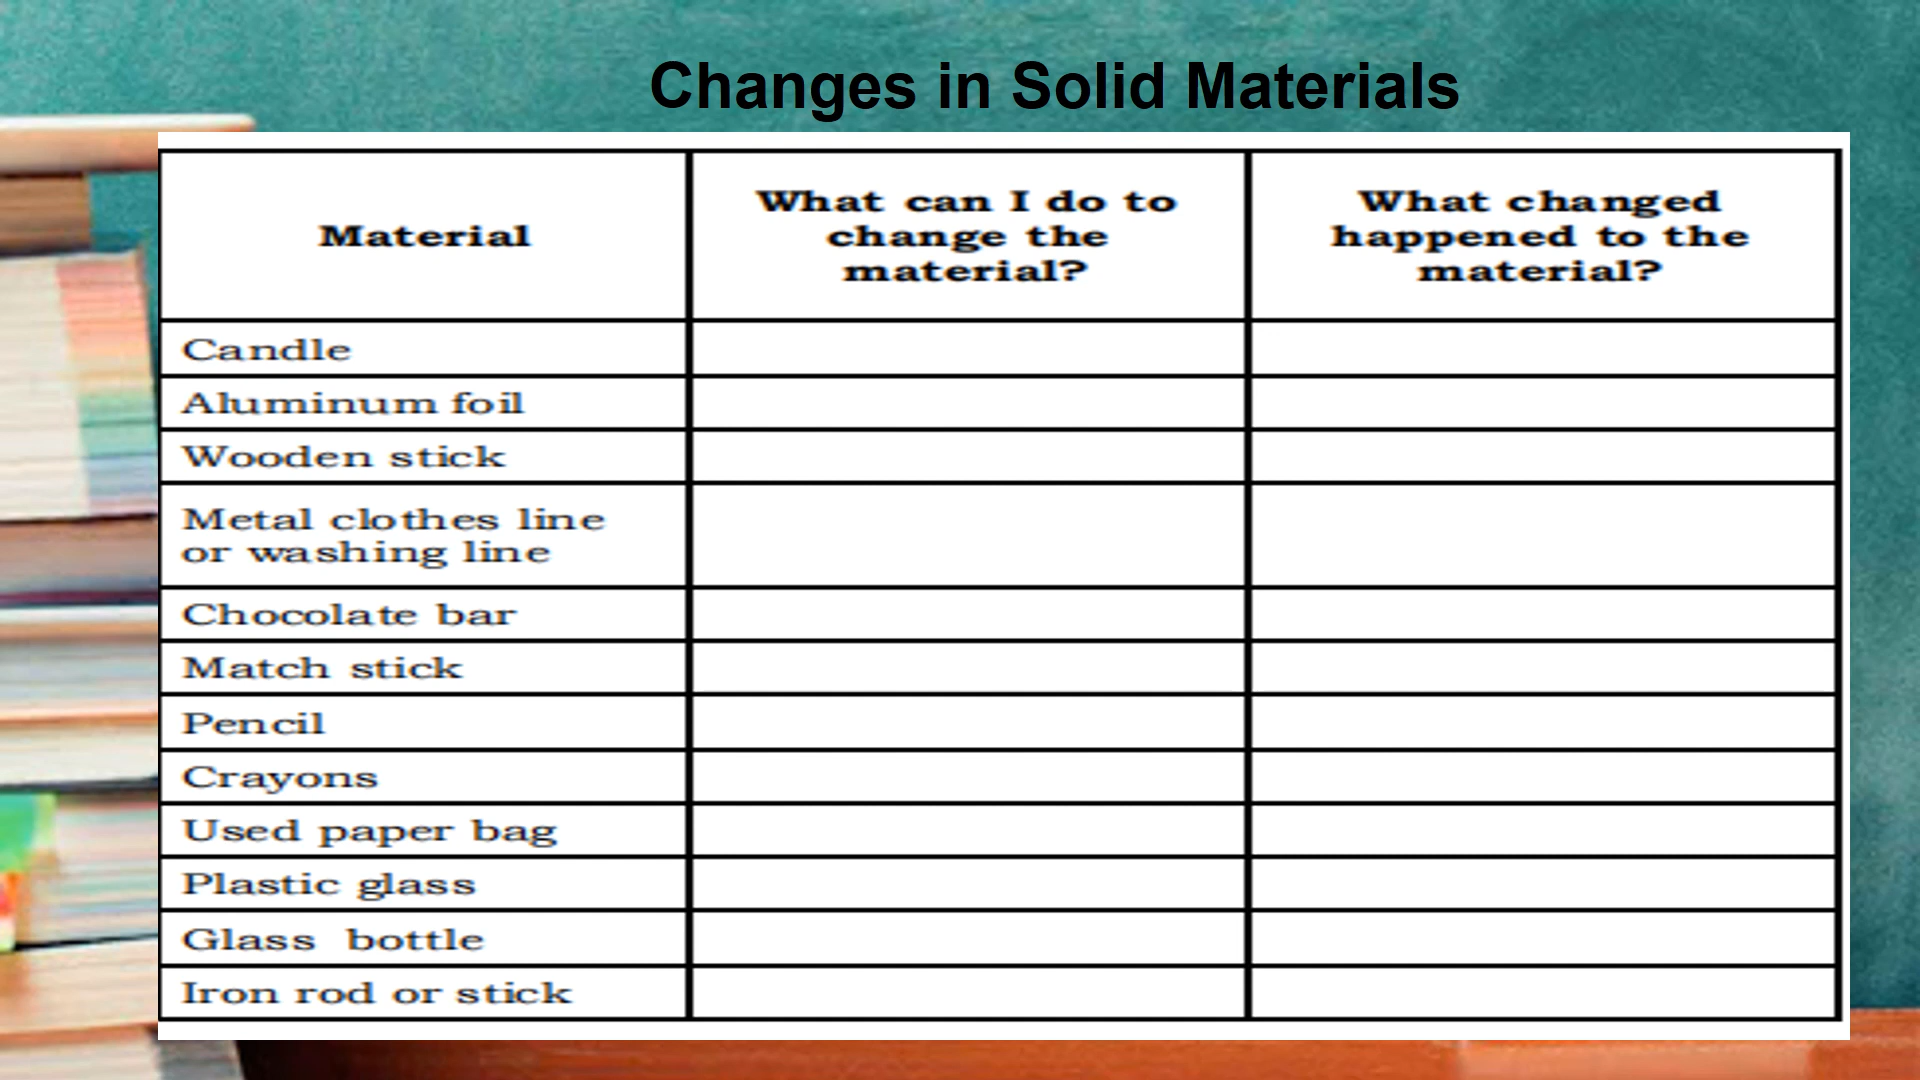 Changes in Solid Materials
Material
What can I do to
change the
material?
What changed
happened to the
material?
Candle
Aluminum foil
Wooden stick
Metal clothes line
or washing line
Chocolate bar
Match stick
Pencil
Crayons
Used paper bag
Plastic glass
Glass bottle
Iron rod or stick